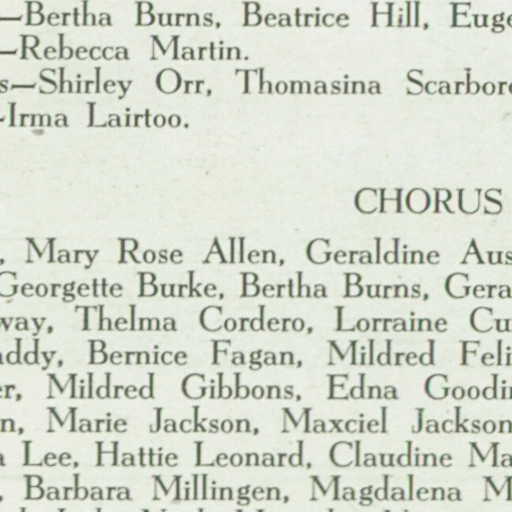 —Bertha Burns, Beatrice Hill, Euge
—Rebecca Martin.
s—Shirley Orr, Thomasina Scarbor
-Irma Lairtoo.
CHORUS
, Mary Rose Allen, Geraldine Aus
Georgette Burke, Bertha Burns, Gera
way, Thelma Cordero, Lorraine Cu
addy, Bernice Fagan, Mildred Feli
er, Mildred Gibbons, Edna Goodi
n, Marie Jackson, Maxciel Jackson
a Lee, Hattie Leonard, Claudine Ma
, Barbara Millingen, Magdalena M